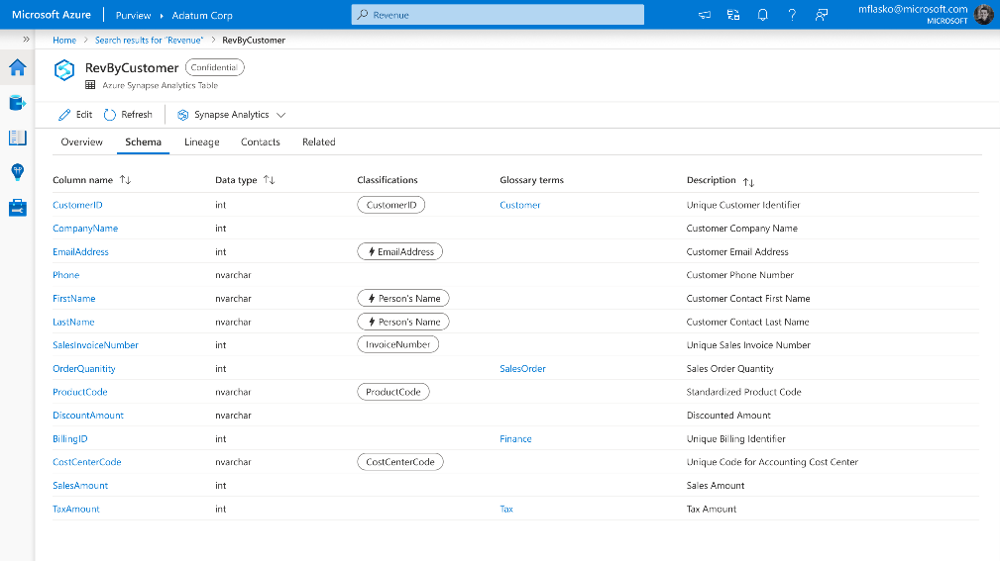 Microsoft Azure Purview Adatum Corp Revenue mflasko@microsoft.com
MICROSOFT
Home Search results for "Revenue" RevByCustomer
RevByCustomer Confidential
Azure Synapse Analytics Table
Edit Refresh Synapse Analytics
Overview Schema Lineage Contacts Related
Column name Data type Classifications Glossary terms Description
CustomerID int CustomerID Customer Unique Customer Identifier
CompanyName int Customer Company Name
EmailAddress int EmailAddress Customer Email Address
Phone nvarchar Customer Phone Number
FirstName nvarchar Person's Name Customer Contact First Name
LastName nvarchar Person's Name Customer Contact Last Name
SalesInvoiceNumber int InvoiceNumber Unique Sales Invoice Number
OrderQuanitity int SalesOrder Sales Order Quantity
ProductCode nvarchar ProductCode Standardized Product Code
DiscountAmount nvarchar Discounted Amount
BillingID int Finance Unique Billing Identifier
CostCenterCode nvarchar CostCenterCode Unique Code for Accounting Cost Center
SalesAmount int Sales Amount
TaxAmount int Tax Tax Amount